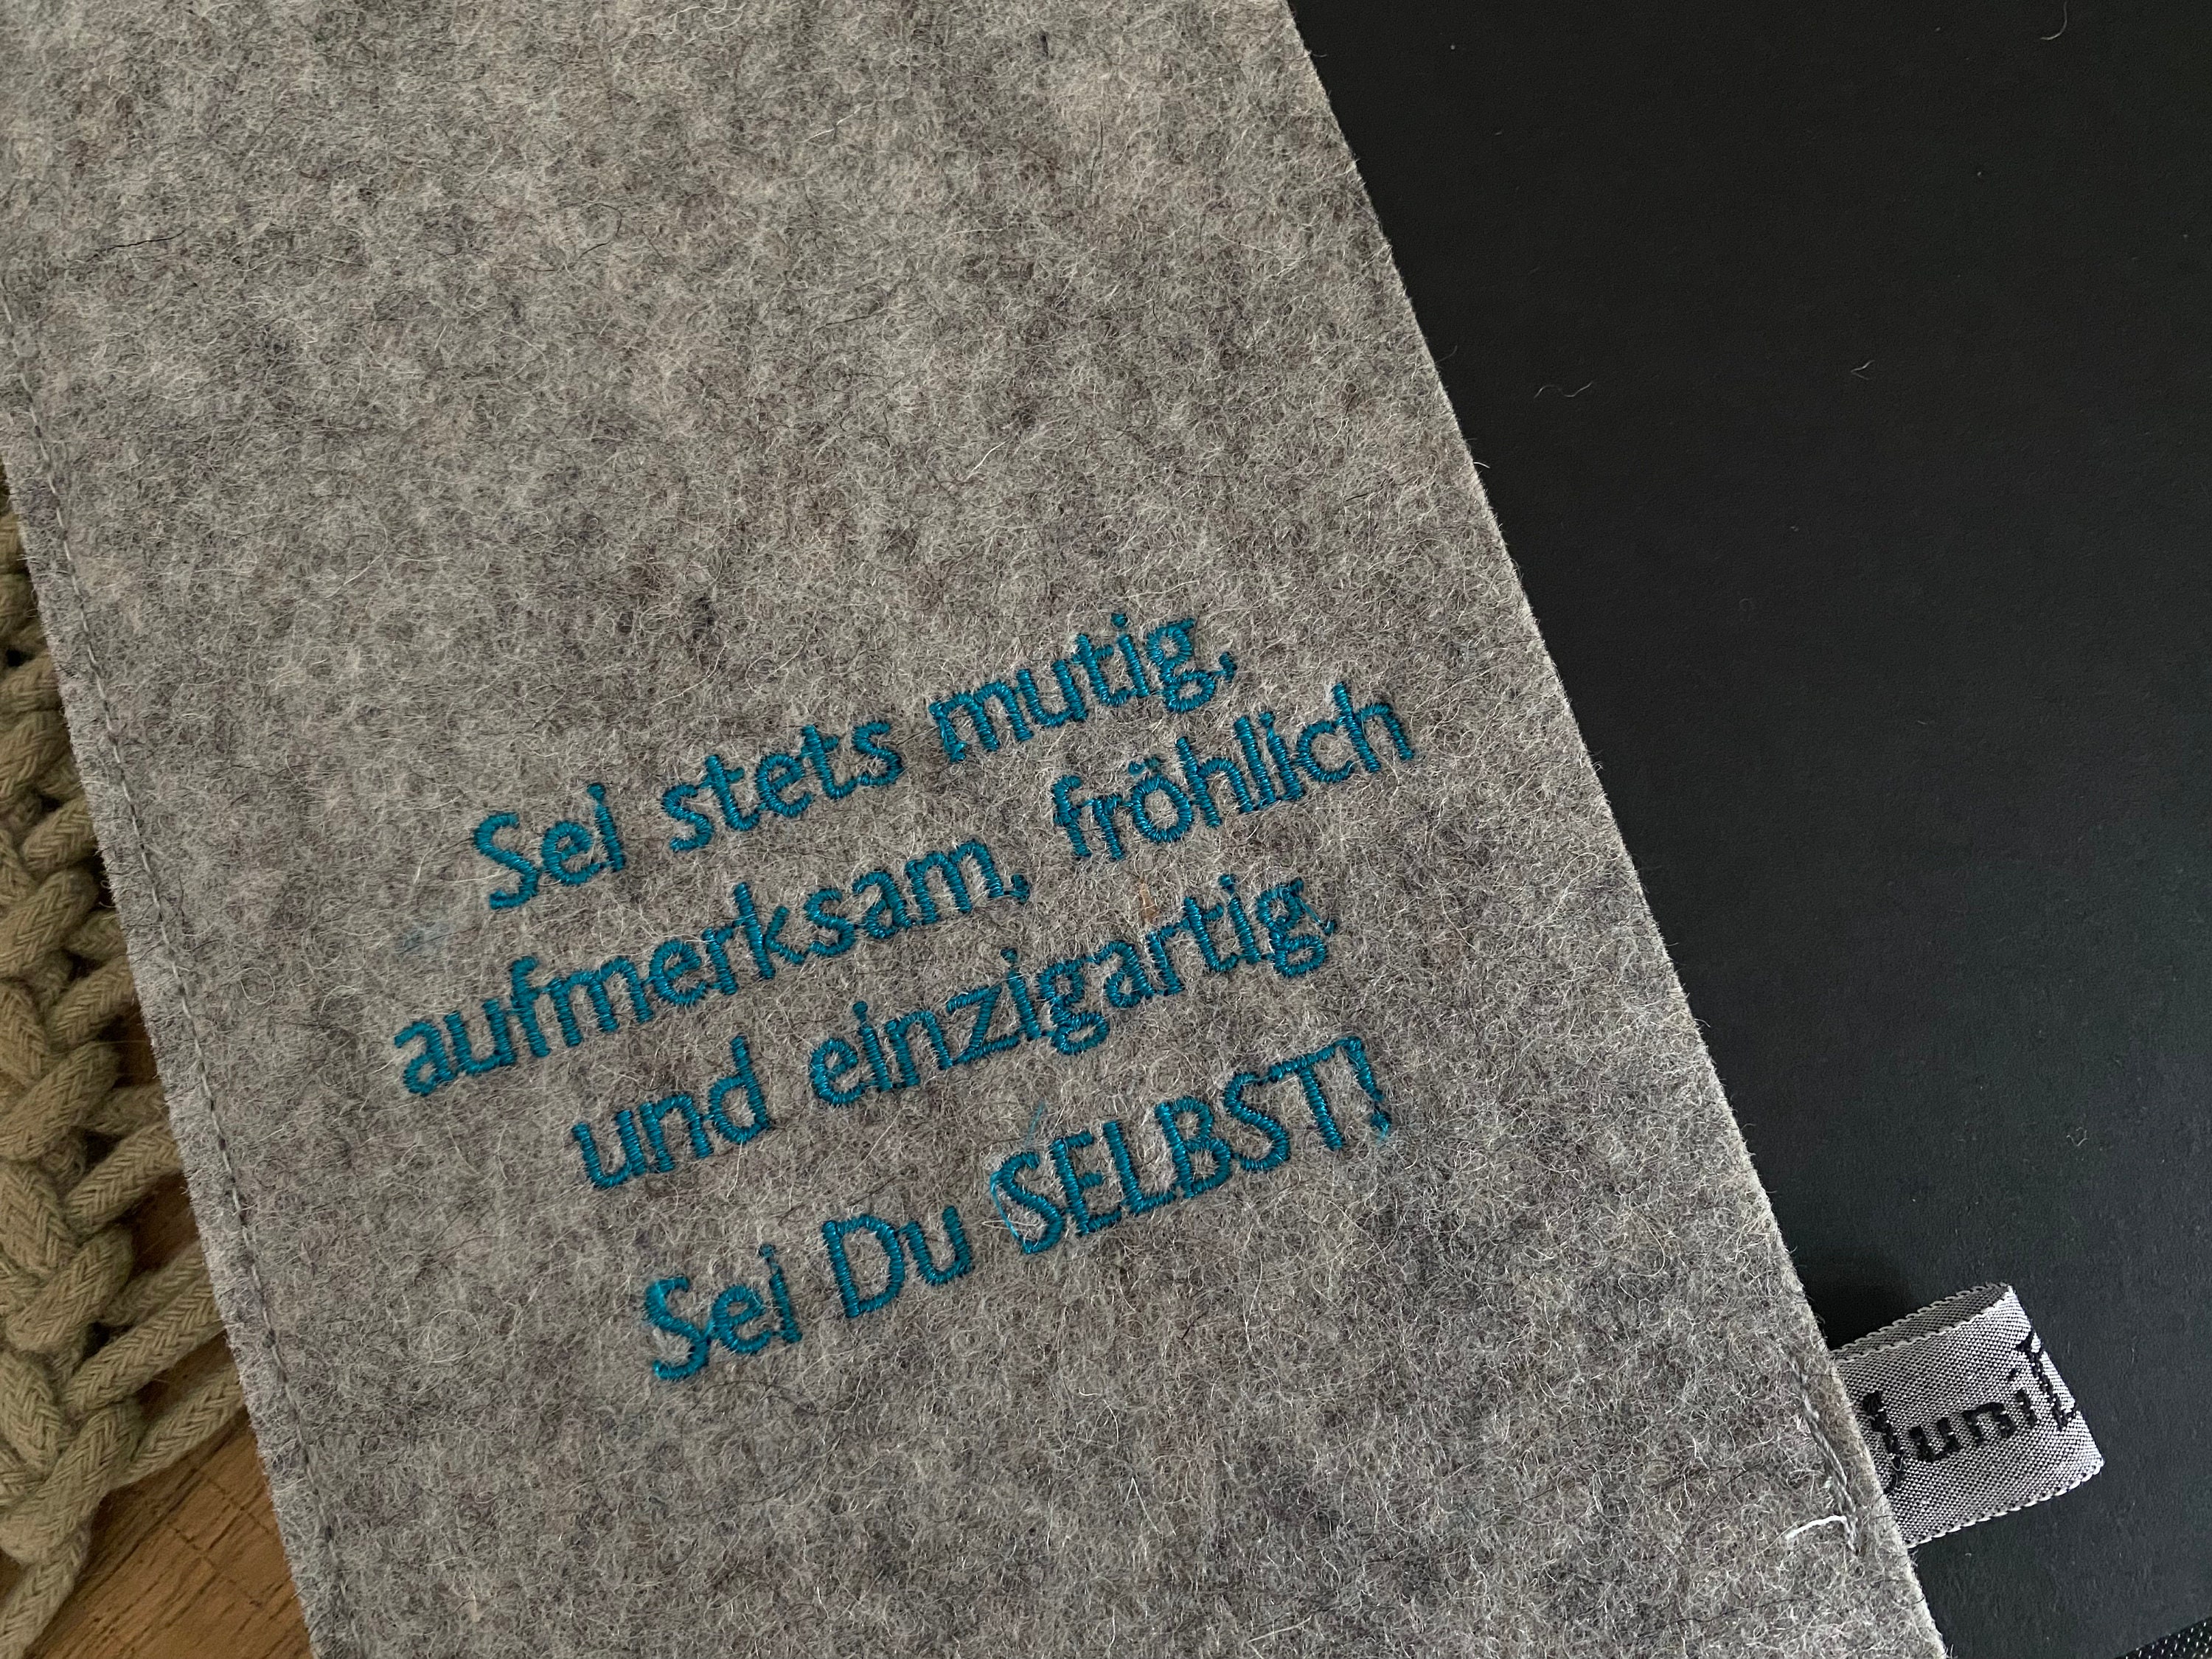 Sei stets mutig,
aufmerksam, fröhlich
und einzigartig.
Sei Du SELBST!